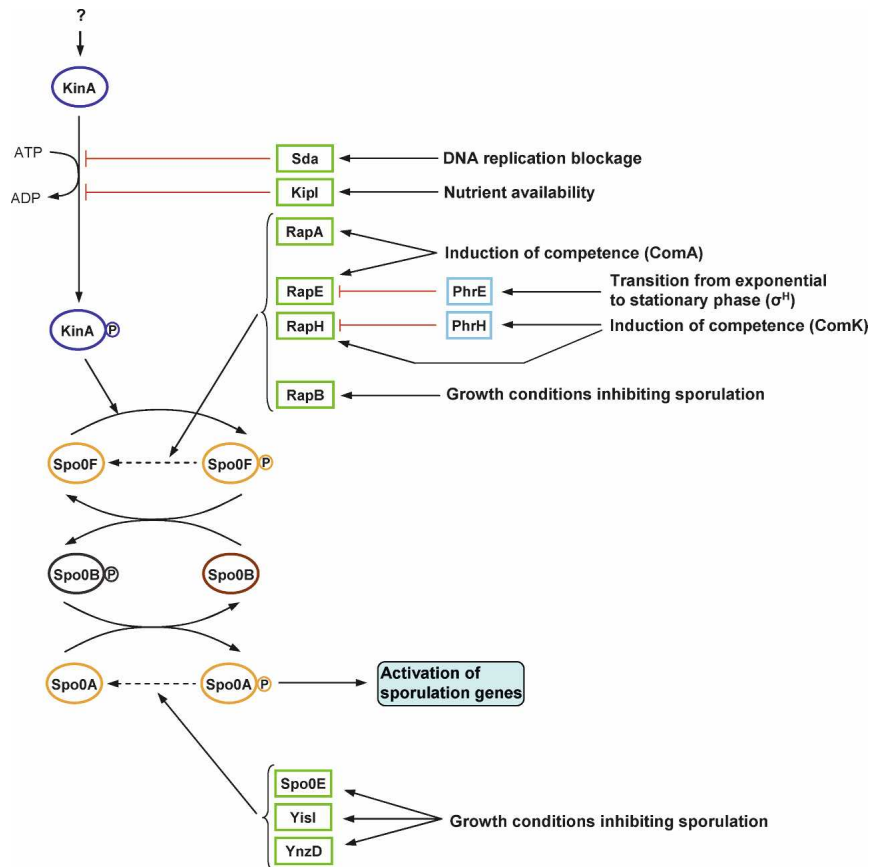 ?
KinA
ATP
ADP
Sda
DNA replication blockage
KipI
Nutrient availability
RapA
Induction of competence (ComA)
RapE
PhrE
Transition from exponential
to stationary phase (σᴴ)
RapH
PhrH
Induction of competence (ComK)
KinA P
RapB
Growth conditions inhibiting sporulation
Spo0F
Spo0F P
Spo0B P
Spo0B
Spo0A
Spo0A P
Activation of
sporulation genes
Spo0E
YisI
YnzD
Growth conditions inhibiting sporulation